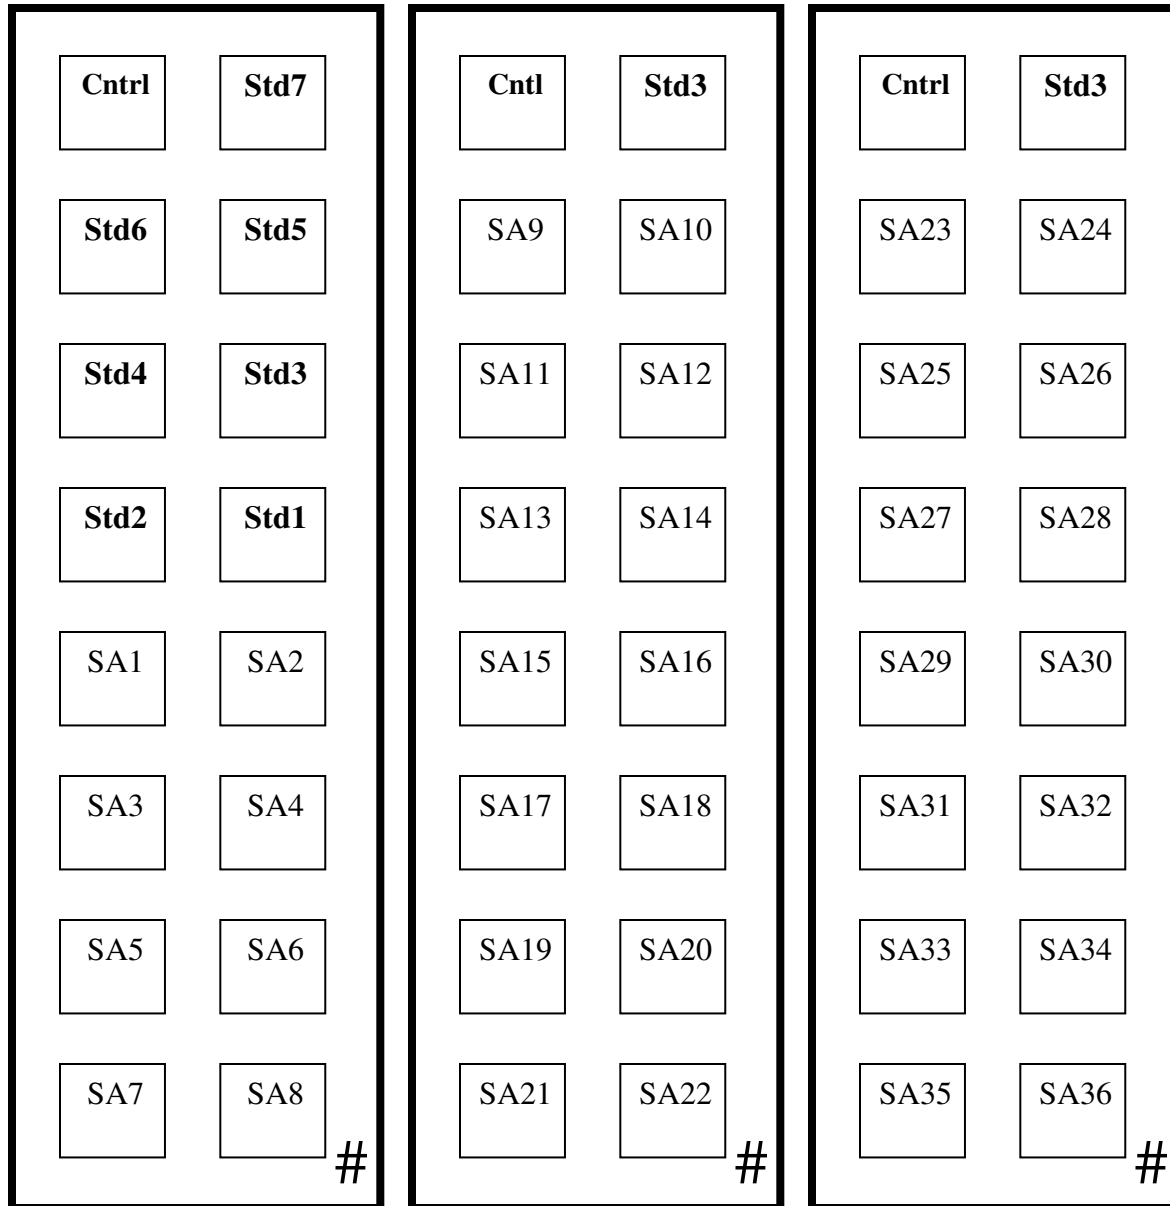 Cntrl Std7
Std6 Std5
Std4 Std3
Std2 Std1
SA1 SA2
SA3 SA4
SA5 SA6
SA7 SA8
#
Cntl Std3
SA9 SA10
SA11 SA12
SA13 SA14
SA15 SA16
SA17 SA18
SA19 SA20
SA21 SA22
#
Cntrl Std3
SA23 SA24
SA25 SA26
SA27 SA28
SA29 SA30
SA31 SA32
SA33 SA34
SA35 SA36
#